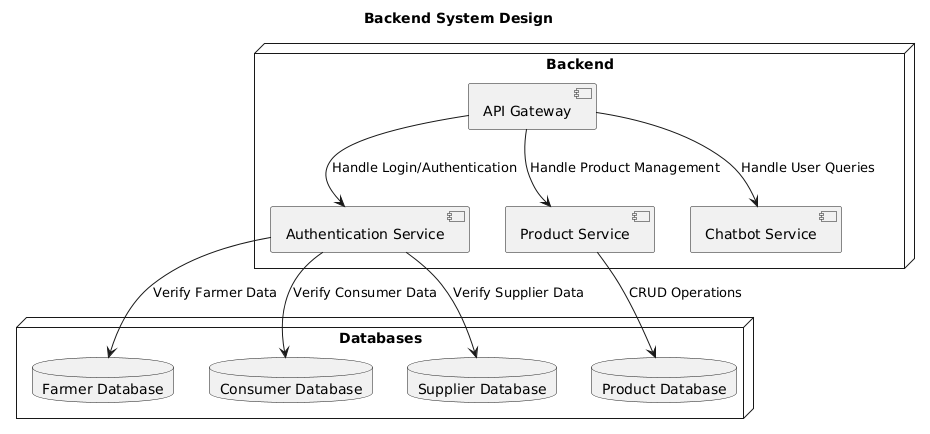 Backend System Design
Backend
API Gateway
Handle Login/Authentication
Handle Product Management
Handle User Queries
Authentication Service
Product Service
Chatbot Service
Verify Farmer Data
Verify Consumer Data
Verify Supplier Data
CRUD Operations
Databases
Farmer Database
Consumer Database
Supplier Database
Product Database